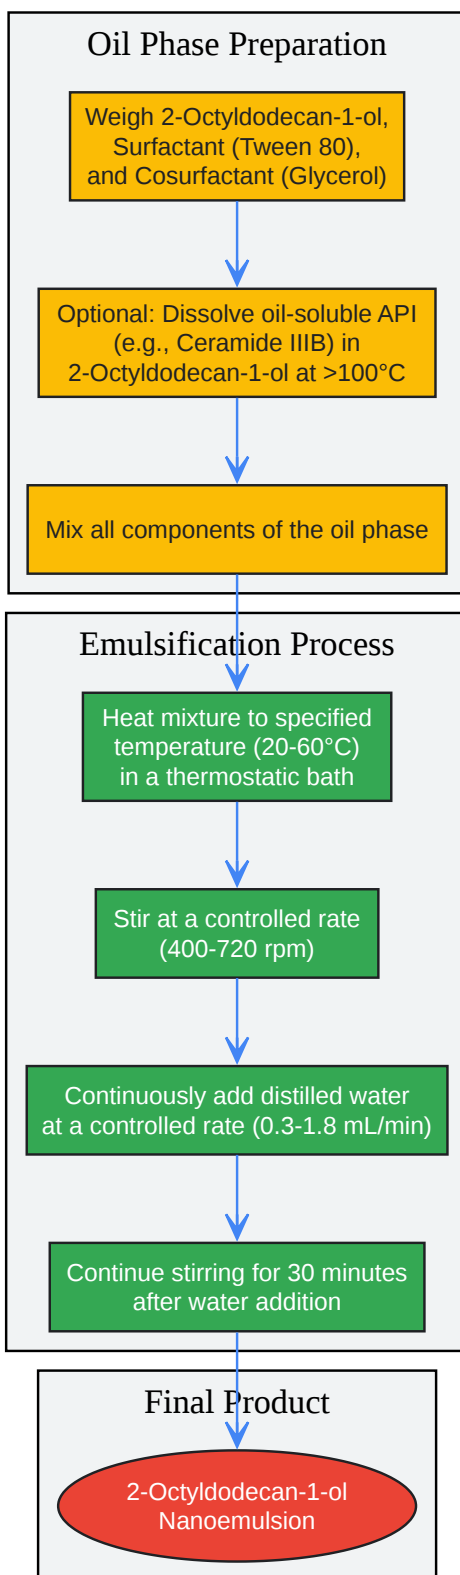 Oil Phase Preparation
Weigh 2-Octyldodecan-1-ol,
Surfactant (Tween 80),
and Cosurfactant (Glycerol)
Optional: Dissolve oil-soluble API
(e.g., Ceramide IIIB) in
2-Octyldodecan-1-ol at >100°C
Mix all components of the oil phase
Emulsification Process
Heat mixture to specified
temperature (20-60°C)
in a thermostatic bath
Stir at a controlled rate
(400-720 rpm)
Continuously add distilled water
at a controlled rate (0.3-1.8 mL/min)
Continue stirring for 30 minutes
after water addition
Final Product
2-Octyldodecan-1-ol
Nanoemulsion